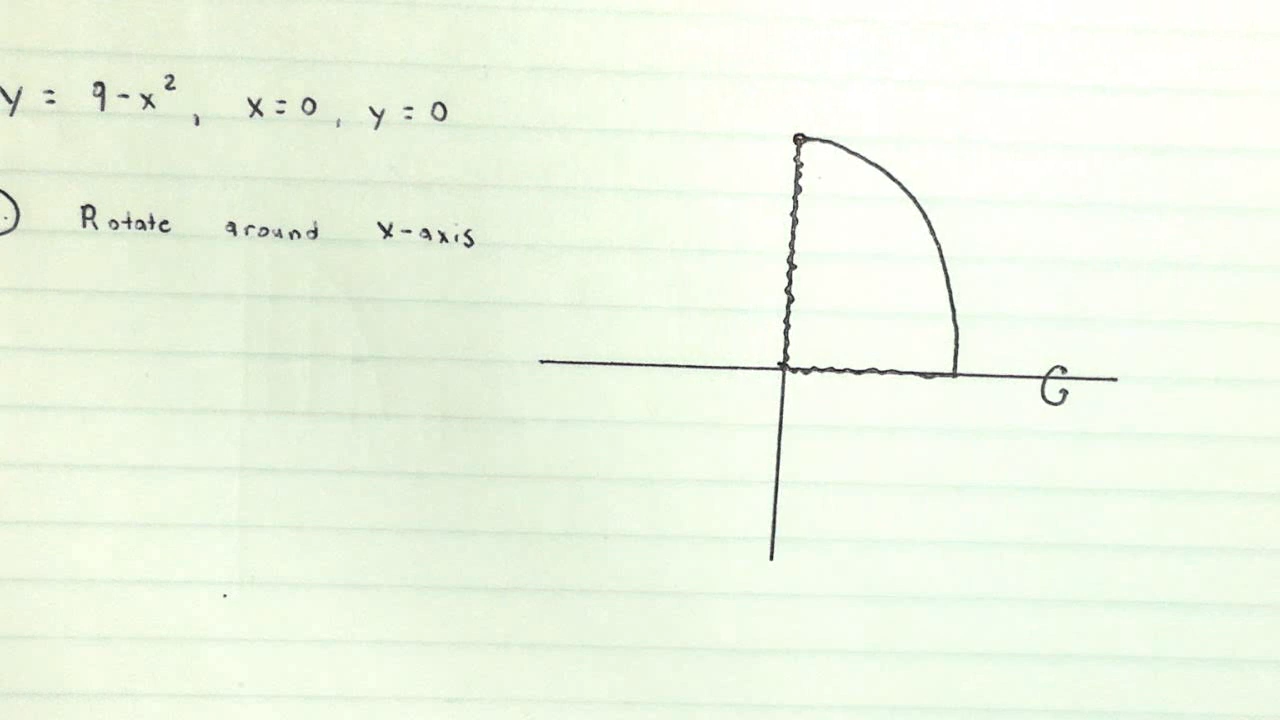 y = 9-x², x=0, y=0
Rotate around x-axis